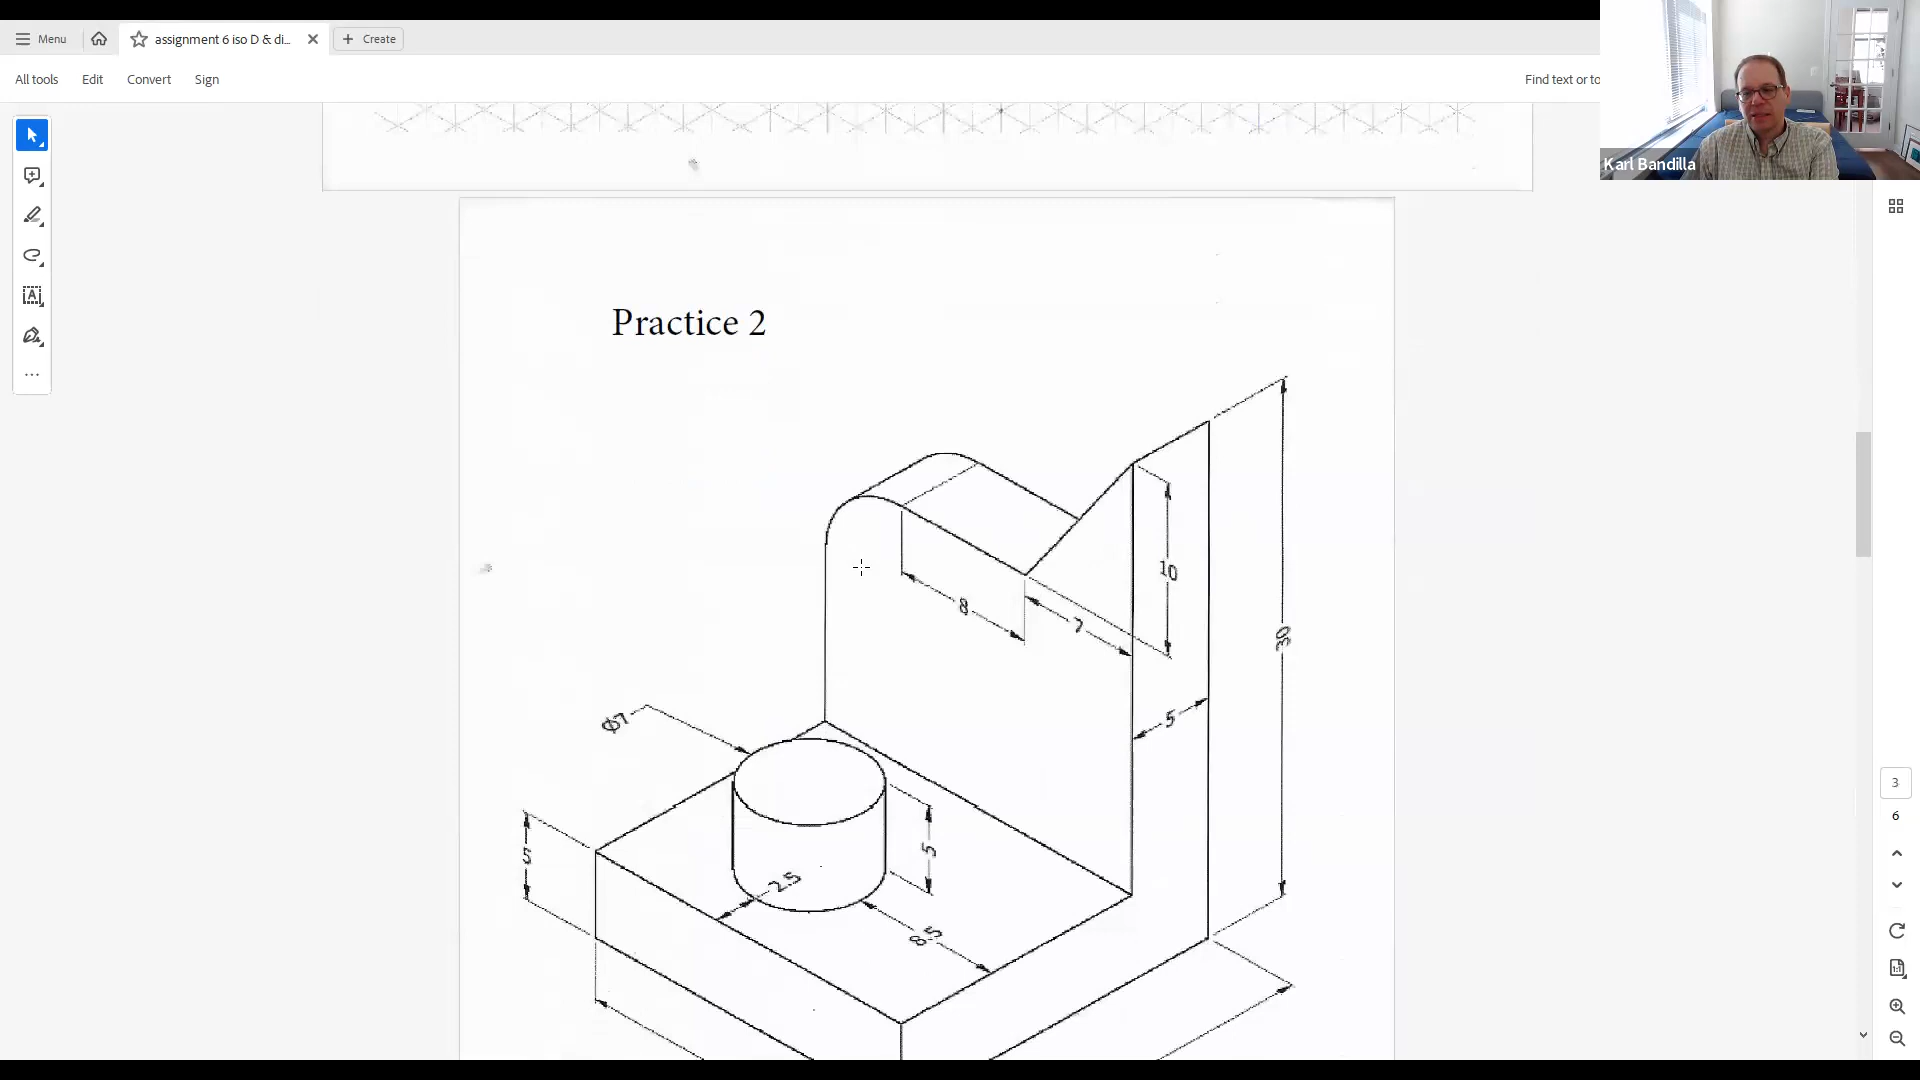 Menu
assignment 6 iso D & di...
Create
All tools
Edit
Convert
Sign
Find text or to
Karl Bandilla
Practice 2
10
8
7
30
5
Ø7
5
5
2.5
8.5
3
6